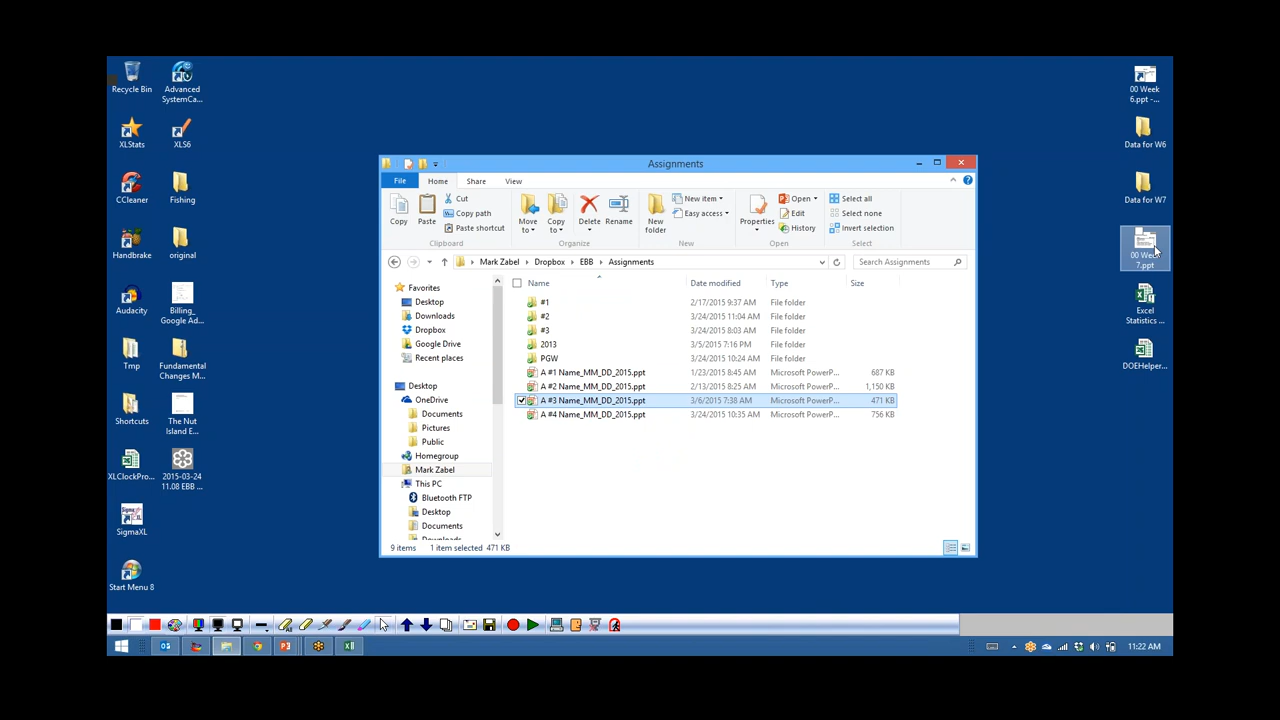 Recycle Bin
Advanced
SystemCa...
XLStats
XLS6
CCleaner
Fishing
Handbrake
original
Audacity
Billing_
Google Ad...
Tmp
Fundamental
Changes M...
Shortcuts
The Nut
Island E...
XLClockPro...
2015-03-24
11.08 EBB ...
SigmaXL
Start Menu 8
Assignments
File
Home
Share
View
Copy
Paste
Cut
Copy path
Paste shortcut
Clipboard
Move
to
Copy
to
Delete
Rename
Organize
New
folder
New item
Easy access
New
Properties
Open
Edit
History
Open
Select all
Select none
Invert selection
Select
Mark Zabel
Dropbox
EBB
Assignments
Search Assignments
Favorites
Desktop
Downloads
Dropbox
Google Drive
Recent places
Desktop
OneDrive
Documents
Pictures
Public
Homegroup
Mark Zabel
This PC
Bluetooth FTP
Desktop
Documents
Downloads
Name Date modified Type Size
#1 2/17/2015 9:37 AM File folder
#2 3/24/2015 11:04 AM File folder
#3 3/24/2015 8:03 AM File folder
2013 3/5/2015 7:16 PM File folder
PGW 3/24/2015 10:24 AM File folder
A #1 Name_MM_DD_2015.ppt 1/23/2015 8:45 AM Microsoft PowerP... 687 KB
A #2 Name_MM_DD_2015.ppt 2/13/2015 8:25 AM Microsoft PowerP... 1,150 KB
A #3 Name_MM_DD_2015.ppt 3/6/2015 7:38 AM Microsoft PowerP... 471 KB
A #4 Name_MM_DD_2015.ppt 3/24/2015 10:35 AM Microsoft PowerP... 756 KB
9 items 1 item selected 471 KB
00 Week
6.ppt -...
Data for W6
Data for W7
00 Week
7.ppt
Excel
Statistics ...
DOEHelper...
11:22 AM